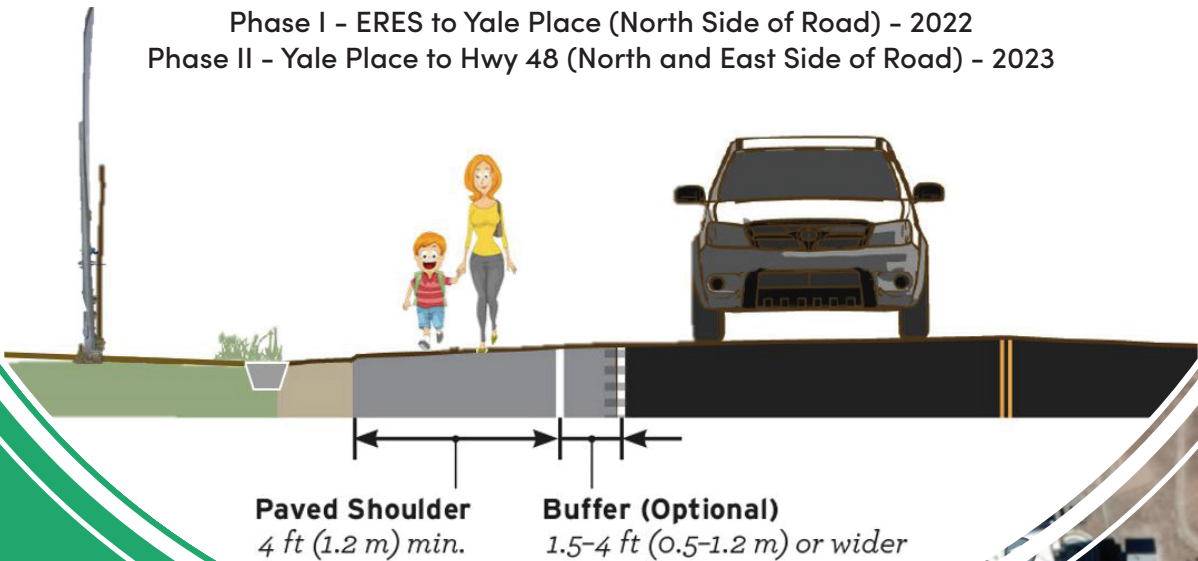 Phase I - ERES to Yale Place (North Side of Road) - 2022
Phase II - Yale Place to Hwy 48 (North and East Side of Road) - 2023
Paved Shoulder
4 ft (1.2 m) min.
Buffer (Optional)
1.5–4 ft (0.5–1.2 m) or wider